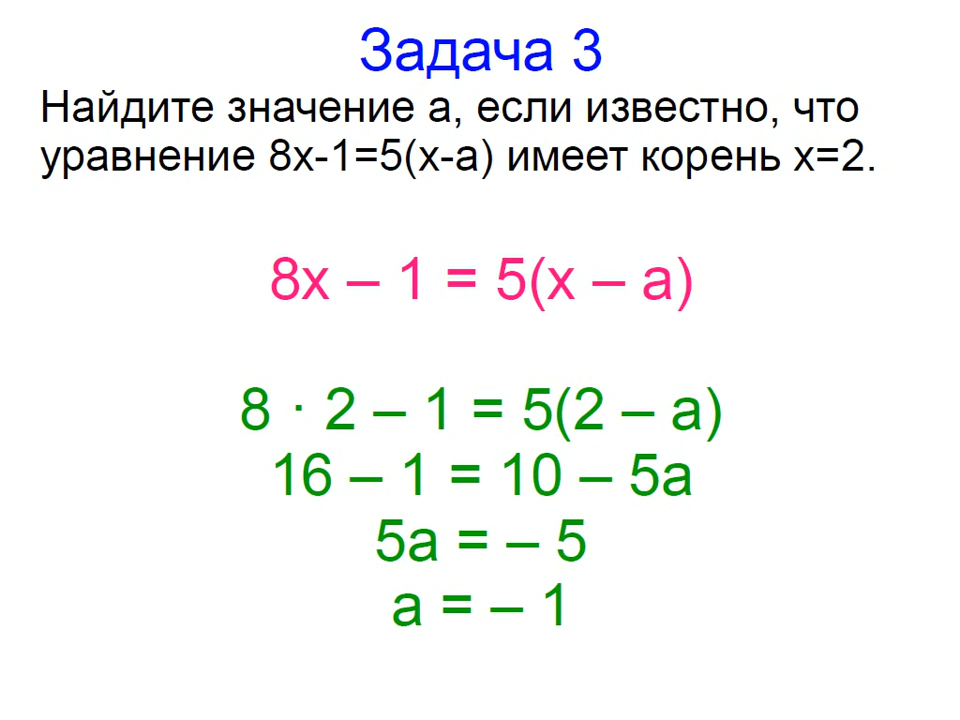 Задача 3
Найдите значение а, если известно, что
уравнение 8х-1=5(х-а) имеет корень х=2.
8х – 1 = 5(х – а)
8 · 2 – 1 = 5(2 – а)
16 – 1 = 10 – 5а
5а = – 5
а = – 1